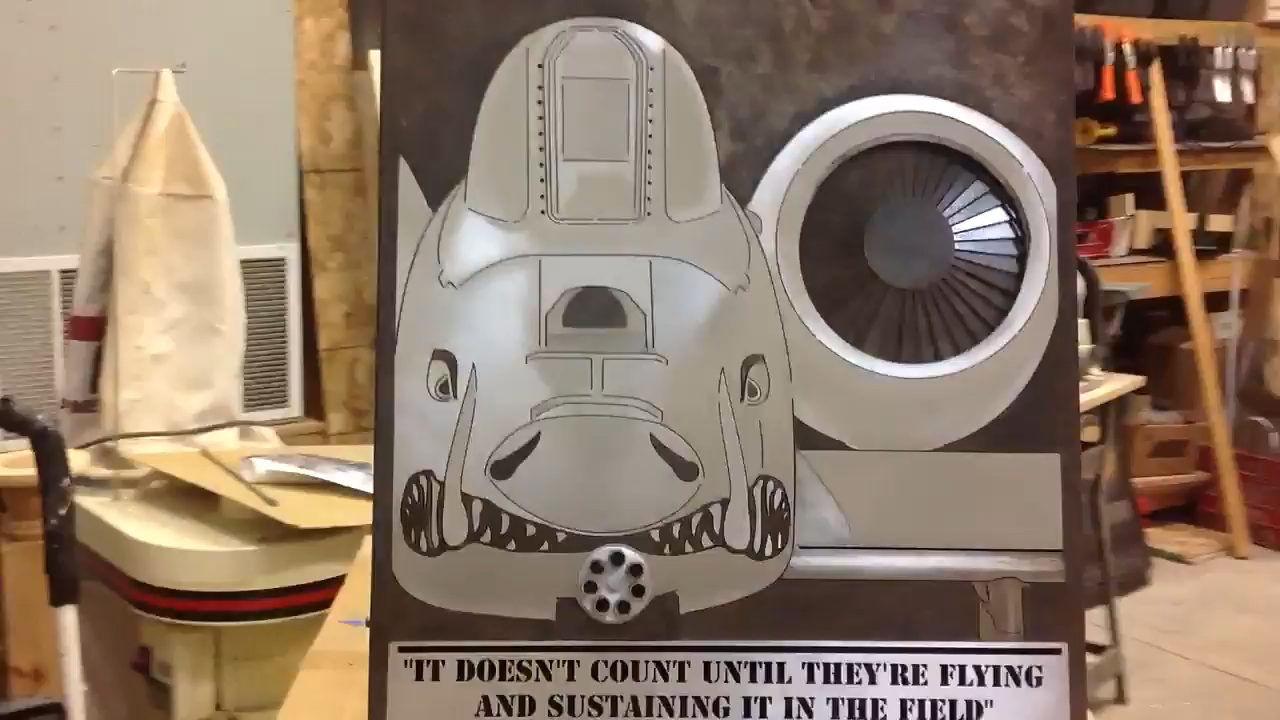 "IT DOESN'T COUNT UNTIL THEY'RE FLYING
AND SUSTAINING IT IN THE FIELD"